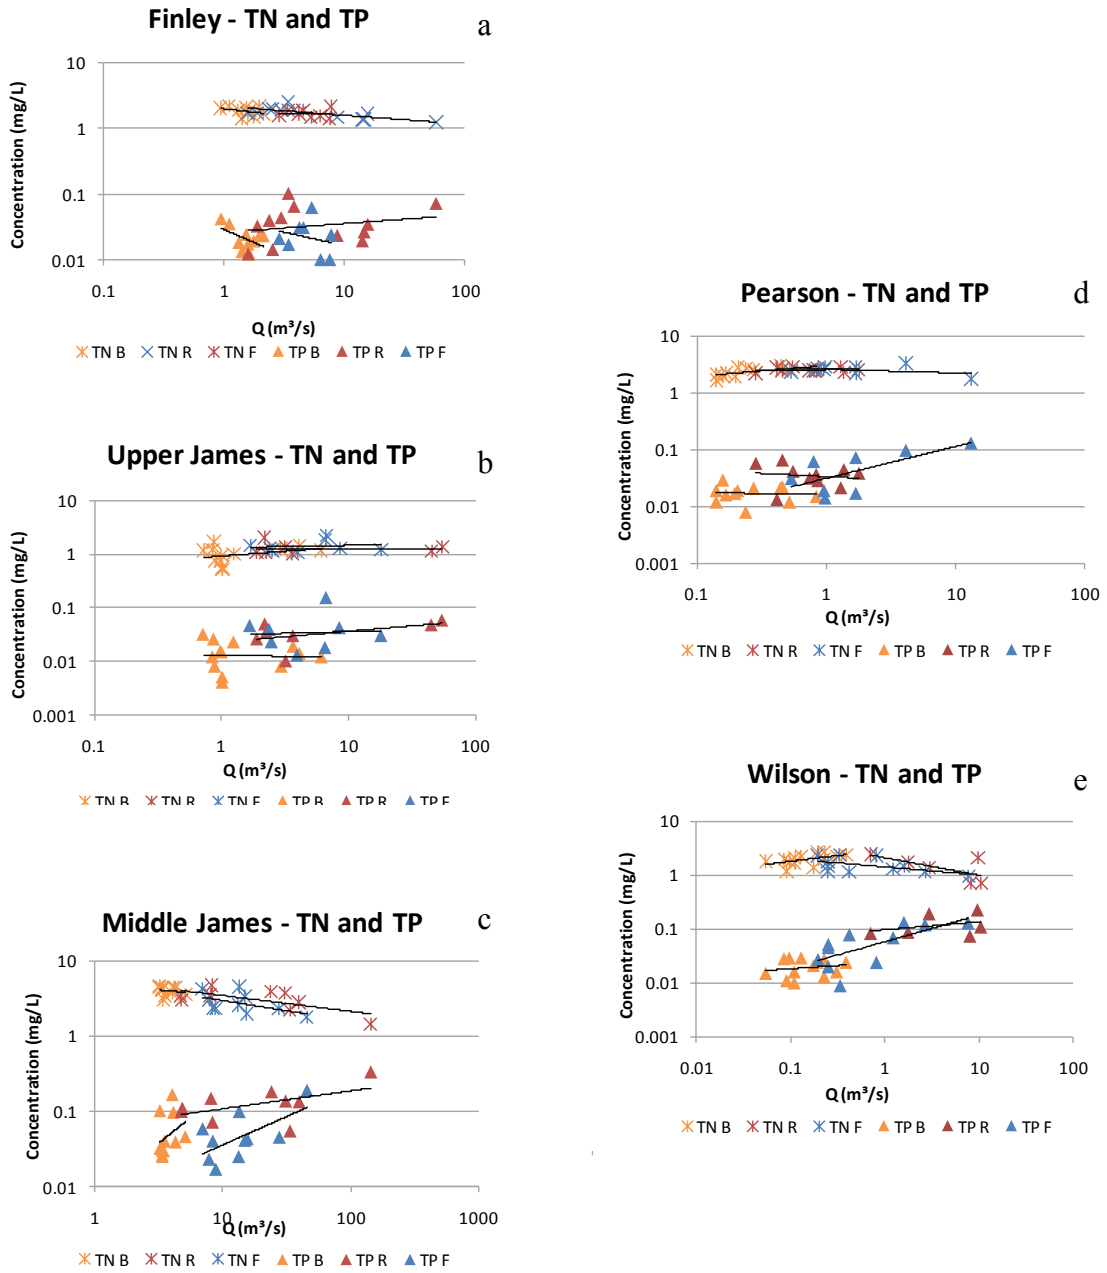 Finley - TN and TP
a
Concentration (mg/L)
10
1
0.1
0.01
0.1 1 10 100
Q (m³/s)
TN B TN R TN F TP B TP R TP F
Upper James - TN and TP
b
Concentration (mg/L)
10
1
0.1
0.01
0.001
0.1 1 10 100
Q (m³/s)
TN B TN R TN F TP B TP R TP F
Middle James - TN and TP
c
Concentration (mg/L)
10
1
0.1
0.01
1 10 100 1000
Q (m³/s)
TN B TN R TN F TP B TP R TP F
Pearson - TN and TP
d
Concentration (mg/L)
10
1
0.1
0.01
0.001
0.1 1 10 100
Q (m³/s)
TN B TN R TN F TP B TP R TP F
Wilson - TN and TP
e
Concentration (mg/L)
10
1
0.1
0.01
0.001
0.01 0.1 1 10 100
Q (m³/s)
TN B TN R TN F TP B TP R TP F